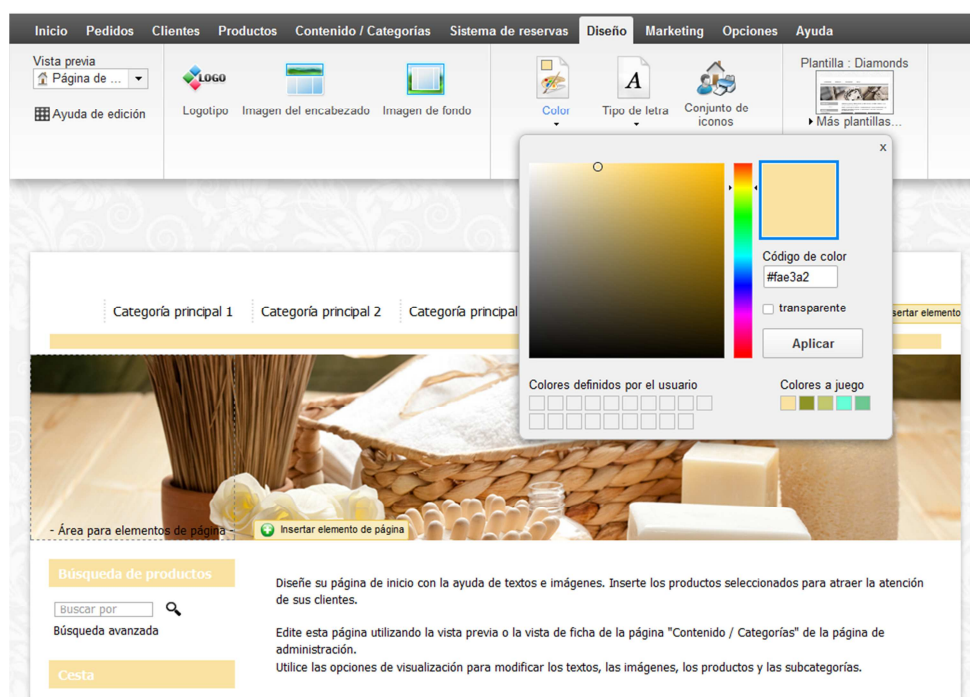 Inicio Pedidos Clientes Productos Contenido / Categorías Sistema de reservas Diseño Marketing Opciones Ayuda
Vista previa
Página de ...
Ayuda de edición
LOGO
Logotipo
Imagen del encabezado
Imagen de fondo
Color
A
Tipo de letra
Conjunto de
iconos
Plantilla : Diamonds
Más plantillas...
x
Código de color
#fae3a2
transparente
Aplicar
Colores definidos por el usuario
Colores a juego
Categoría principal 1 Categoría principal 2 Categoría principal
sertar elemento
- Área para elementos de página -
Insertar elemento de página
Búsqueda de productos
Buscar por
Búsqueda avanzada
Cesta
Diseñe su página de inicio con la ayuda de textos e imágenes. Inserte los productos seleccionados para atraer la atención
de sus clientes.
Edite esta página utilizando la vista previa o la vista de ficha de la página "Contenido / Categorías" de la página de
administración.
Utilice las opciones de visualización para modificar los textos, las imágenes, los productos y las subcategorías.